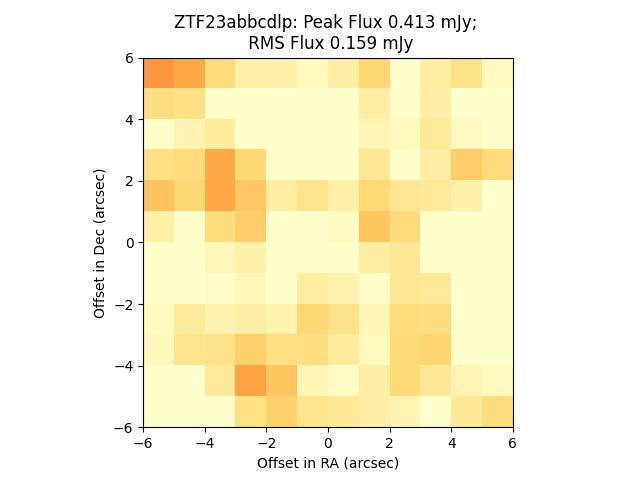 ZTF23abbcdlp: Peak Flux 0.413 mJy;
RMS Flux 0.159 mJy
6
4
2
0
−2
−4
−6
Offset in Dec (arcsec)
−6 −4 −2 0 2 4 6
Offset in RA (arcsec)